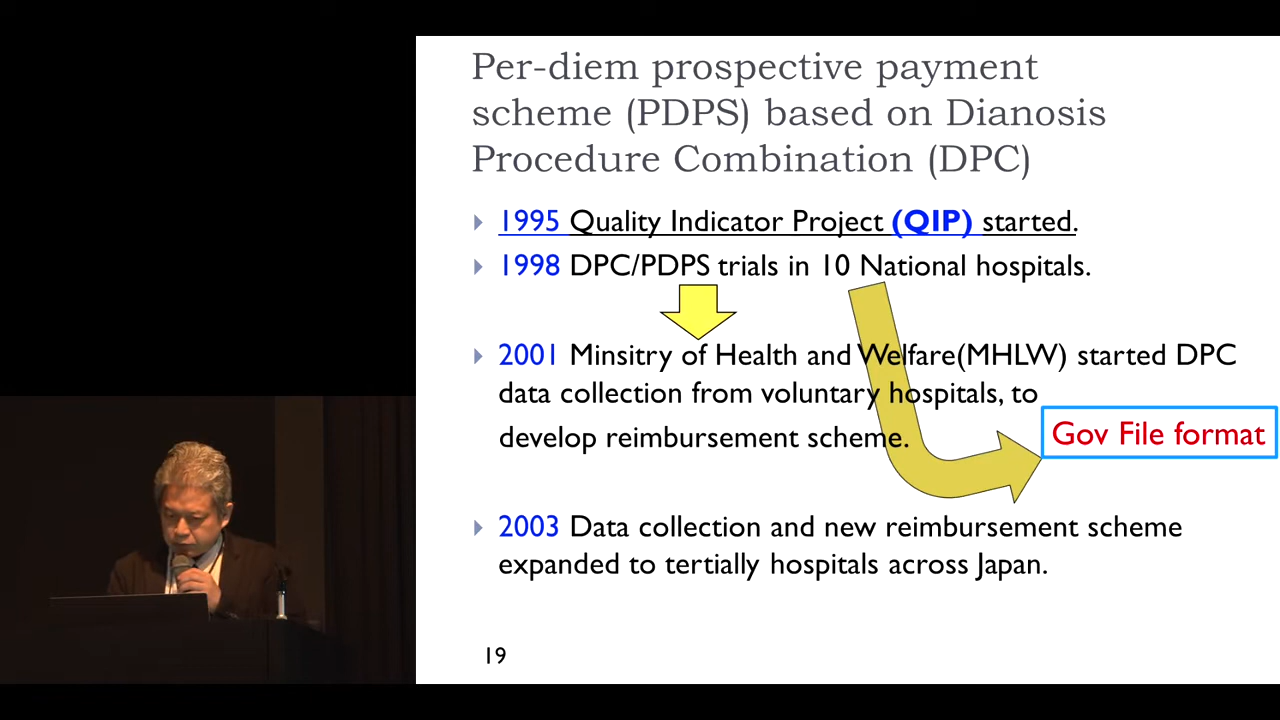 Per-diem prospective payment
scheme (PDPS) based on Dianosis
Procedure Combination (DPC)
1995 Quality Indicator Project (QIP) started.
1998 DPC/PDPS trials in 10 National hospitals.
2001 Minsitry of Health and Welfare(MHLW) started DPC
data collection from voluntary hospitals, to
develop reimbursement scheme.
Gov File format
2003 Data collection and new reimbursement scheme
expanded to tertially hospitals across Japan.
19